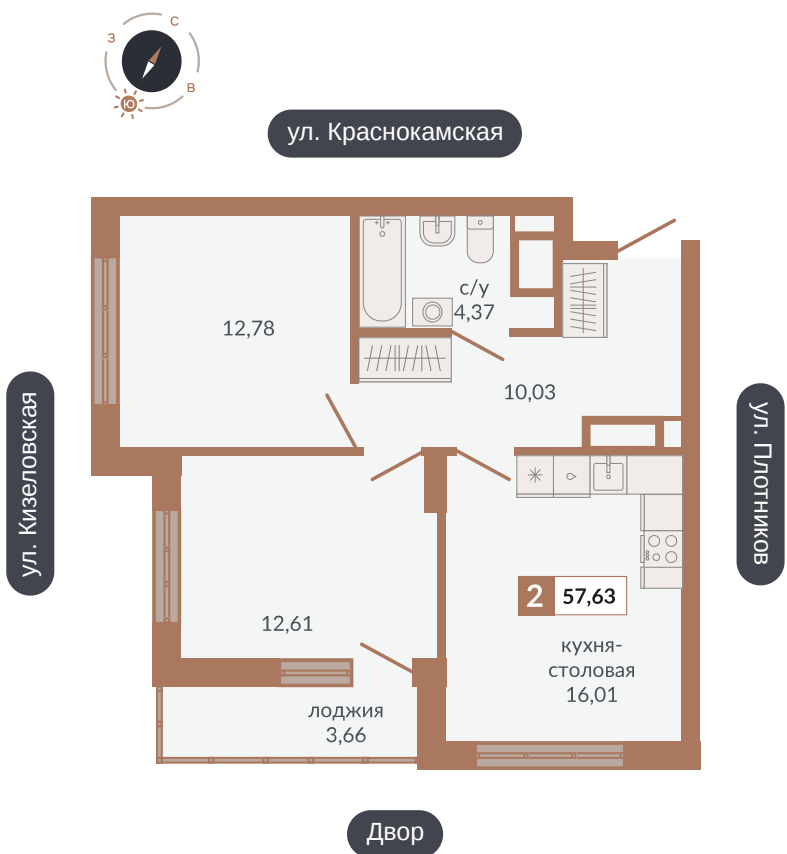 С
З
В
Ю
ул. Краснокамская
с/у
4,37
12,78
10,03
ул. Кизеловская
ул. Плотников
2 57,63
12,61
кухня-
столовая
16,01
лоджия
3,66
Двор